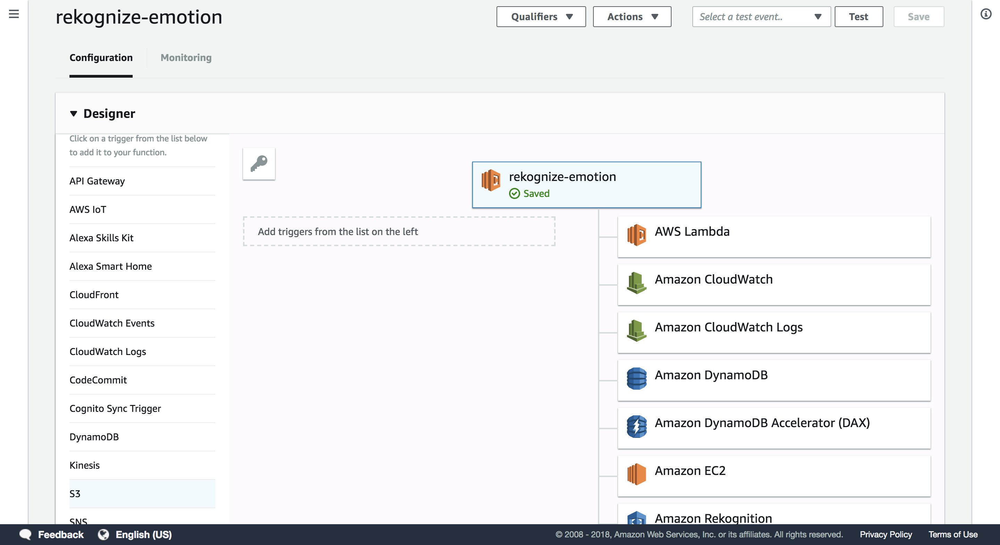 rekognize-emotion
Qualifiers
Actions
Select a test event..
Test
Save
Configuration
Monitoring
Designer
Click on a trigger from the list below
to add it to your function.
API Gateway
AWS IoT
Alexa Skills Kit
Alexa Smart Home
CloudFront
CloudWatch Events
CloudWatch Logs
CodeCommit
Cognito Sync Trigger
DynamoDB
Kinesis
S3
SNS
rekognize-emotion
Saved
Add triggers from the list on the left
AWS Lambda
Amazon CloudWatch
Amazon CloudWatch Logs
Amazon DynamoDB
Amazon DynamoDB Accelerator (DAX)
Amazon EC2
Amazon Rekognition
Feedback
English (US)
© 2008 - 2018, Amazon Web Services, Inc. or its affiliates. All rights reserved.
Privacy Policy
Terms of Use